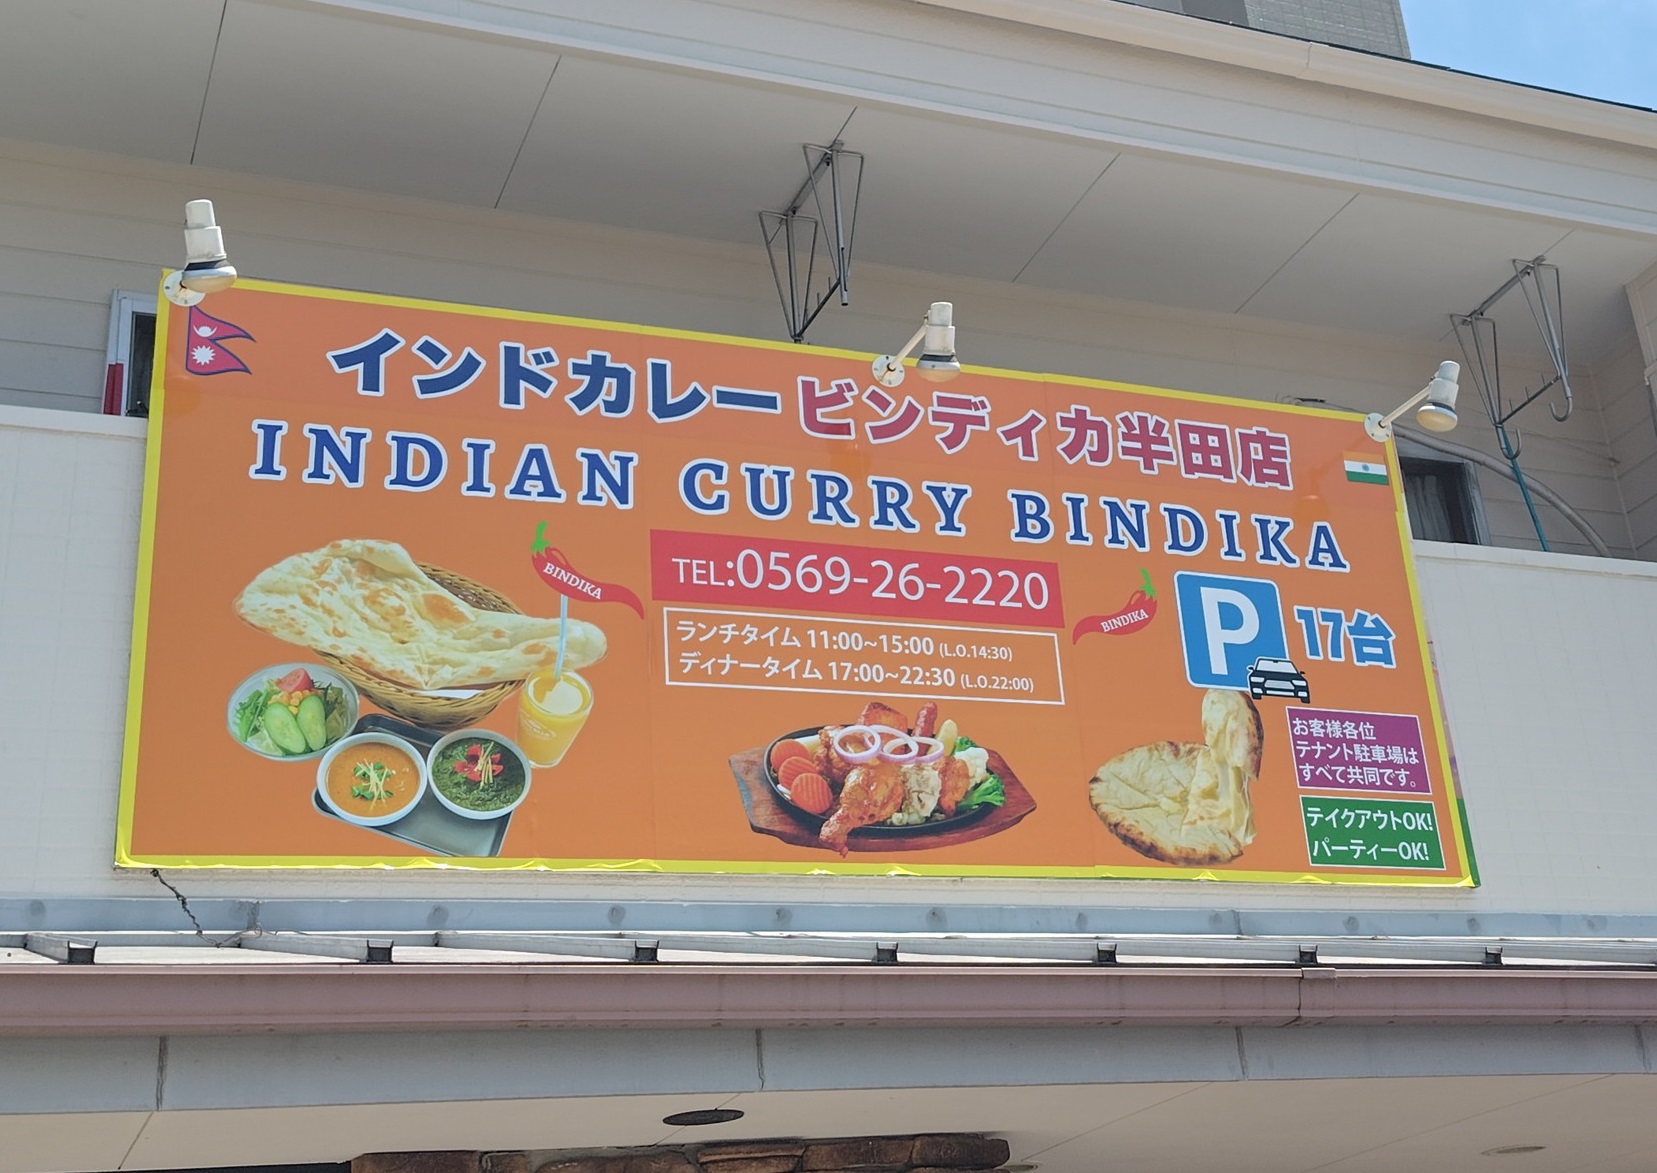 インドカレービンディカ半田店
INDIAN CURRY BINDIKA
BINDIKA
TEL:0569-26-2220
ランチタイム 11:00~15:00 (L.O.14:30)
ディナータイム 17:00~22:30 (L.O.22:00)
BINDIKA
P
17台
お客様各位
テナント駐車場は
すべて共同です。
テイクアウトOK!
パーティーOK!